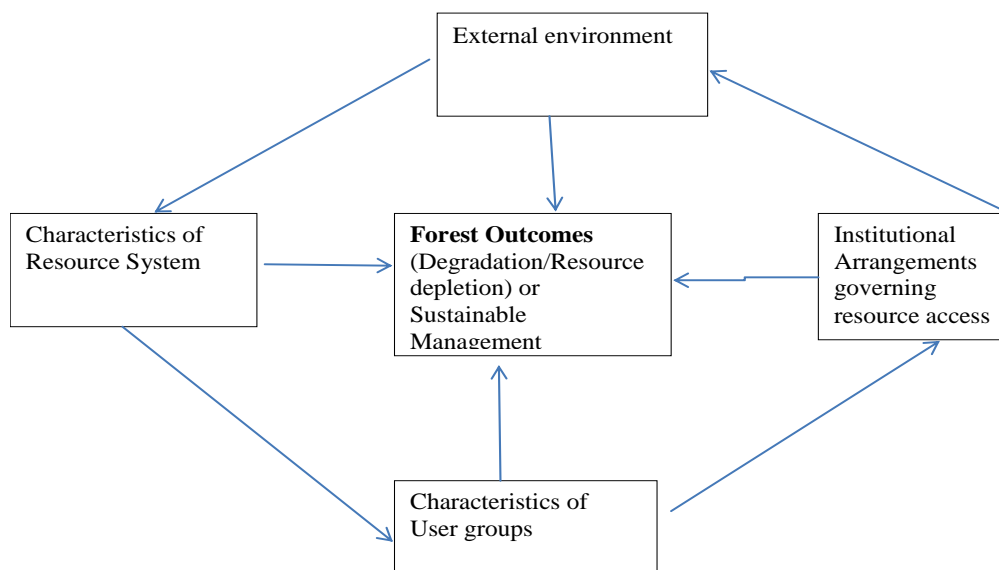 External environment
Characteristics of
Resource System
Forest Outcomes
(Degradation/Resource
depletion) or
Sustainable
Management
Institutional
Arrangements
governing
resource access
Characteristics of
User groups